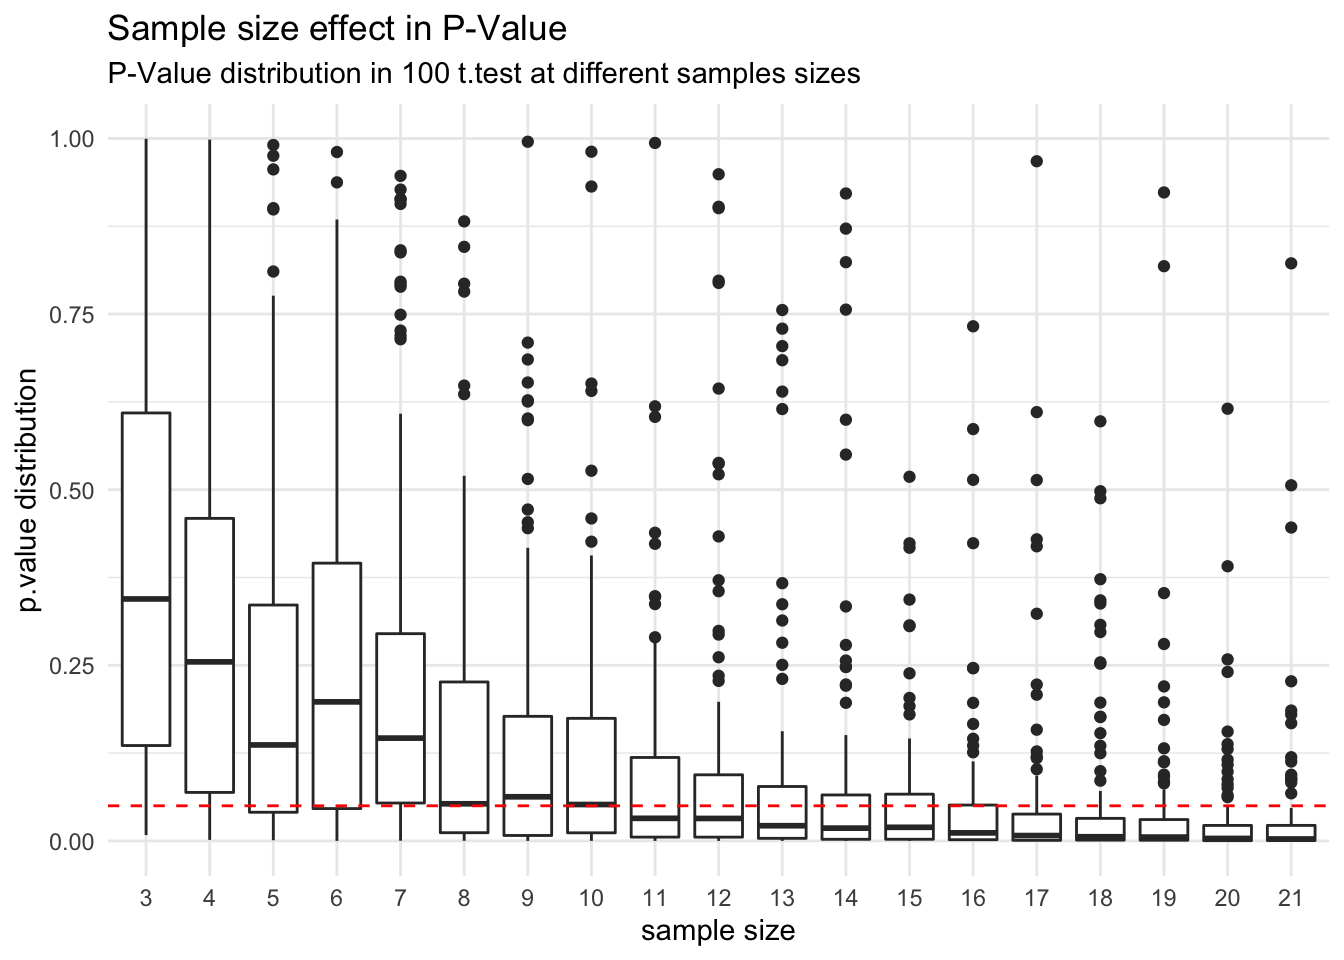 Sample size effect in P-Value
P-Value distribution in 100 t.test at different samples sizes
1.00
0.75
0.50
0.25
0.00
p.value distribution
3 4 5 6 7 8 9 10 11 12 13 14 15 16 17 18 19 20 21
sample size